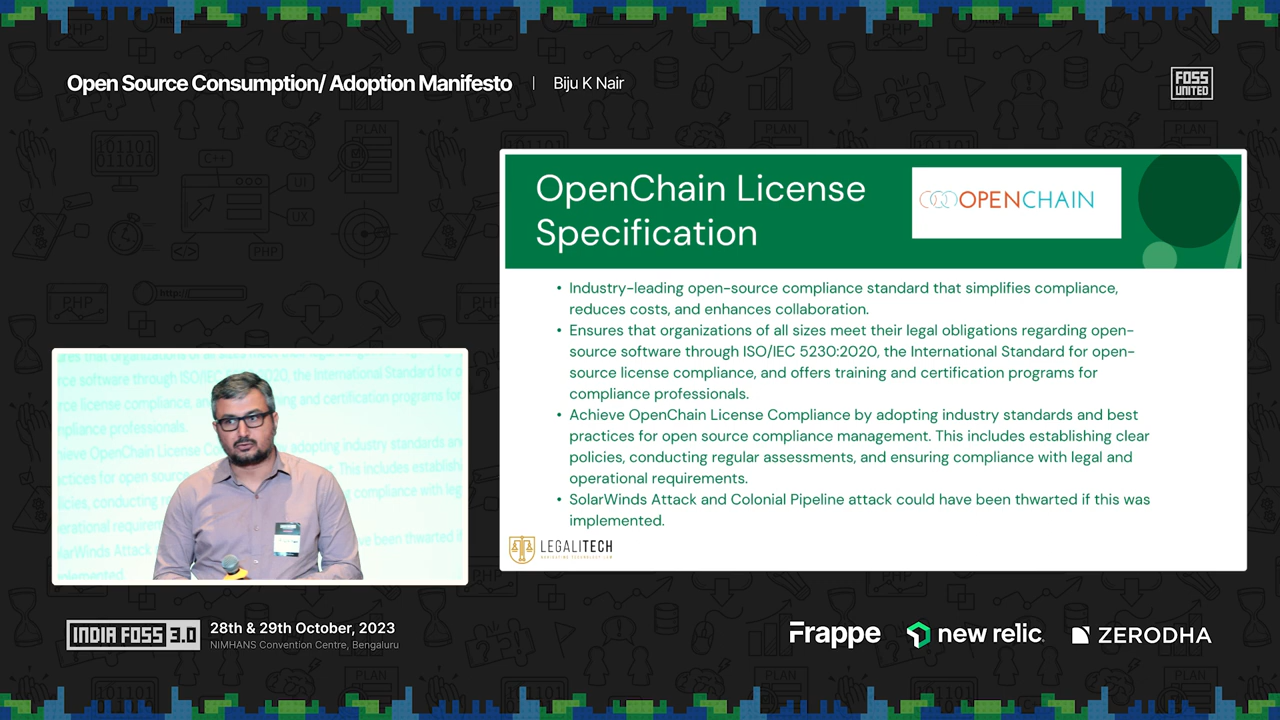 Open Source Consumption/ Adoption Manifesto | Biju K Nair
FOSS
UNITED
OpenChain License
Specification
OPENCHAIN
• Industry-leading open-source compliance standard that simplifies compliance,
reduces costs, and enhances collaboration.
• Ensures that organizations of all sizes meet their legal obligations regarding open-
source software through ISO/IEC 5230:2020, the International Standard for open-
source license compliance, and offers training and certification programs for
compliance professionals.
• Achieve OpenChain License Compliance by adopting industry standards and best
practices for open source compliance management. This includes establishing clear
policies, conducting regular assessments, and ensuring compliance with legal and
operational requirements.
• SolarWinds Attack and Colonial Pipeline attack could have been thwarted if this was
implemented.
LEGALITECH
INDIA FOSS 3.0
28th & 29th October, 2023
NIMHANS Convention Centre, Bengaluru
Frappe
new relic
ZERODHA